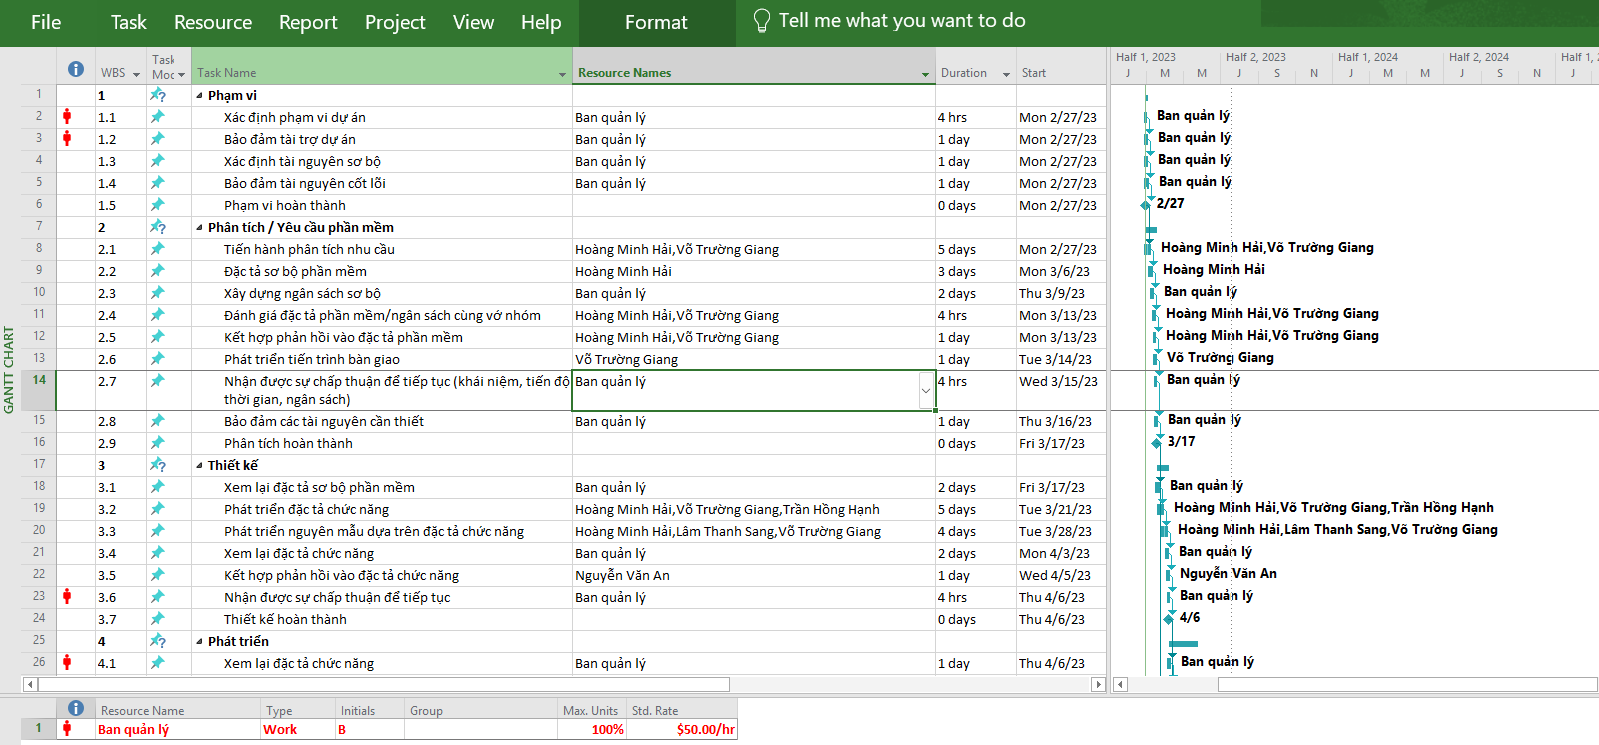 File Task Resource Report Project View Help Format Tell me what you want to do
WBS Task Mod Task Name Resource Names Duration Start
Half 1, 2023 Half 2, 2023 Half 1, 2024 Half 2, 2024 Half 1,
J M M J S N J M M J S N J
GANTT CHART
1 1 Phạm vi
2 1.1 Xác định phạm vi dự án Ban quản lý 4 hrs Mon 2/27/23 Ban quản lý
3 1.2 Bảo đảm tài trợ dự án Ban quản lý 1 day Mon 2/27/23 Ban quản lý
4 1.3 Xác định tài nguyên sơ bộ Ban quản lý 1 day Mon 2/27/23 Ban quản lý
5 1.4 Bảo đảm tài nguyên cốt lõi Ban quản lý 1 day Mon 2/27/23 Ban quản lý
6 1.5 Phạm vi hoàn thành 0 days Mon 2/27/23 2/27
7 2 Phân tích / Yêu cầu phần mềm
8 2.1 Tiến hành phân tích nhu cầu Hoàng Minh Hải,Võ Trường Giang 5 days Mon 2/27/23 Hoàng Minh Hải,Võ Trường Giang
9 2.2 Đặc tả sơ bộ phần mềm Hoàng Minh Hải 3 days Mon 3/6/23 Hoàng Minh Hải
10 2.3 Xây dựng ngân sách sơ bộ Ban quản lý 2 days Thu 3/9/23 Ban quản lý
11 2.4 Đánh giá đặc tả phần mềm/ngân sách cùng vớ nhóm Hoàng Minh Hải,Võ Trường Giang 4 hrs Mon 3/13/23 Hoàng Minh Hải,Võ Trường Giang
12 2.5 Kết hợp phản hồi vào đặc tả phần mềm Hoàng Minh Hải,Võ Trường Giang 1 day Mon 3/13/23 Hoàng Minh Hải,Võ Trường Giang
13 2.6 Phát triển tiến trình bàn giao Võ Trường Giang 1 day Tue 3/14/23 Võ Trường Giang
14 2.7 Nhận được sự chấp thuận để tiếp tục (khái niệm, tiến độ Ban quản lý 4 hrs Wed 3/15/23 Ban quản lý
thời gian, ngân sách)
15 2.8 Bảo đảm các tài nguyên cần thiết Ban quản lý 1 day Thu 3/16/23 Ban quản lý
16 2.9 Phân tích hoàn thành 0 days Fri 3/17/23 3/17
17 3 Thiết kế
18 3.1 Xem lại đặc tả sơ bộ phần mềm Ban quản lý 2 days Fri 3/17/23 Ban quản lý
19 3.2 Phát triển đặc tả chức năng Hoàng Minh Hải,Võ Trường Giang,Trần Hồng Hạnh 5 days Tue 3/21/23 Hoàng Minh Hải,Võ Trường Giang,Trần Hồng Hạnh
20 3.3 Phát triển nguyên mẫu dựa trên đặc tả chức năng Hoàng Minh Hải,Lâm Thanh Sang,Võ Trường Giang 4 days Tue 3/28/23 Hoàng Minh Hải,Lâm Thanh Sang,Võ Trường Giang
21 3.4 Xem lại đặc tả chức năng Ban quản lý 2 days Mon 4/3/23 Ban quản lý
22 3.5 Kết hợp phản hồi vào đặc tả chức năng Nguyễn Văn An 1 day Wed 4/5/23 Nguyễn Văn An
23 3.6 Nhận được sự chấp thuận để tiếp tục Ban quản lý 4 hrs Thu 4/6/23 Ban quản lý
24 3.7 Thiết kế hoàn thành 0 days Thu 4/6/23 4/6
25 4 Phát triển
26 4.1 Xem lại đặc tả chức năng Ban quản lý 1 day Thu 4/6/23 Ban quản lý
Resource Name Type Initials Group Max. Units Std. Rate
1 Ban quản lý Work B 100% $50.00/hr